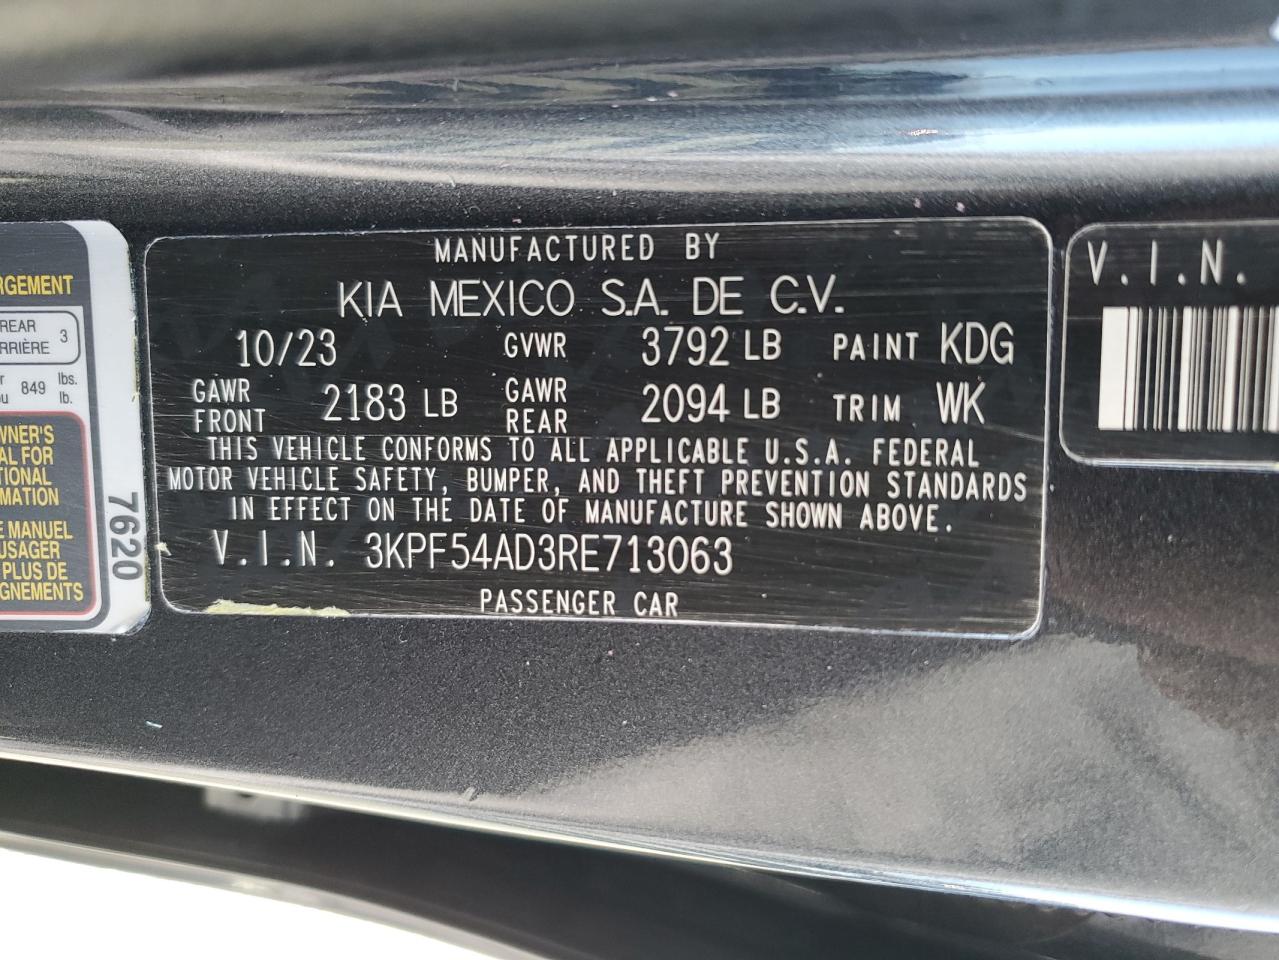 RGEMENT
REAR 3
RRIÈRE
849 lbs.
lb.
WNER'S
AL FOR
TIONAL
RMATION
E MANUEL
USAGER
PLUS DE
GNEMENTS
7620
MANUFACTURED BY
KIA MEXICO S.A. DE C.V.
10/23 GVWR 3792 LB PAINT KDG
GAWR FRONT 2183 LB GAWR REAR 2094 LB TRIM WK
THIS VEHICLE CONFORMS TO ALL APPLICABLE U.S.A. FEDERAL
MOTOR VEHICLE SAFETY, BUMPER, AND THEFT PREVENTION STANDARDS
IN EFFECT ON THE DATE OF MANUFACTURE SHOWN ABOVE.
V.I.N. 3KPF54AD3RE713063
PASSENGER CAR
V.I.N.